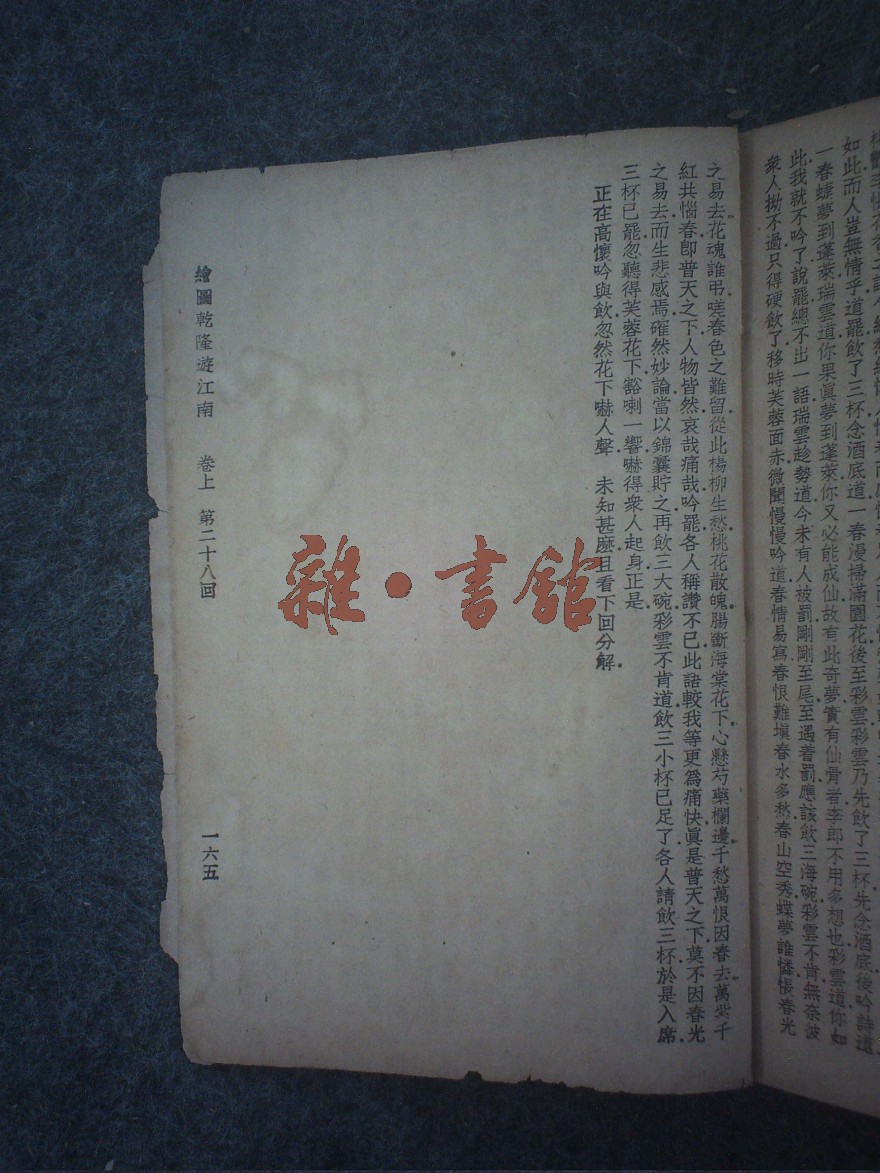 如此而人豈無情乎道罷飲了三杯念酒底道一春漫掃滿園花後至彩雲彩雲乃先飲了三杯先念酒底後吟詩道
一春蝶夢到蓬萊瑞雲道你果眞夢到蓬萊你又必能成仙故有此奇夢實有仙骨者李郎不用多想也彩雲道你如
此我就不吟了說罷總不出一語瑞雲趁勢道今未有人被罰剛剛至尾至遇着罰應該飲三海碗彩雲不肯無奈彼
衆人拗不過只得硬飲了移時芙蓉面赤微聞慢慢吟道春情易寫春恨難塡春水多愁春山空秀蝶夢誰憐悵春光
之易去花魂誰弔嗟春色之難留從此楊柳生愁桃花散魄腸斷海棠花下心懸芍藥欄邊千愁萬恨因春去萬紫千
紅共惱春卽普天之下人物皆然哀哉痛哉吟罷各人稱讚不已此語較我等更爲痛快眞是普天之下莫不因春光
之易去而生悲感焉確然妙論當以錦囊貯之再飲三大碗彩雲不肯道飲三小杯已足了各人請飲三杯於是入席
三杯已罷忽聽得芙蓉花下豁喇一響嚇得衆人起身正是
正在高懷吟與飲忽然花下嚇人聲 未知甚麼且看下回分解
繪圖乾隆遊江南 卷上 第二十八回 一六五
雜·書館